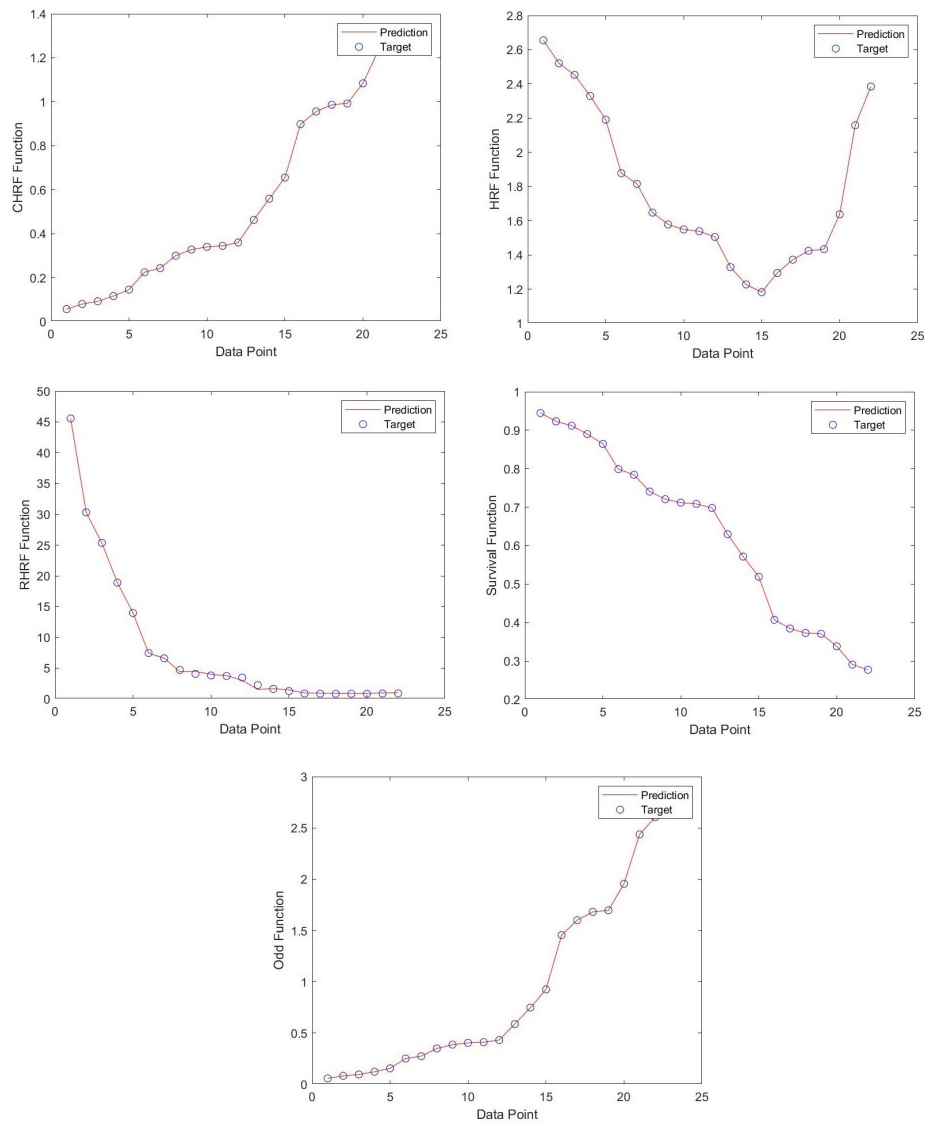 1.4
1.2
1
0.8
0.6
0.4
0.2
0
CHRF Function
Prediction
Target
0 5 10 15 20 25
Data Point
2.8
2.6
2.4
2.2
2
1.8
1.6
1.4
1.2
1
HRF Function
Prediction
Target
0 5 10 15 20 25
Data Point
50
45
40
35
30
25
20
15
10
5
0
RHRF Function
Prediction
Target
0 5 10 15 20 25
Data Point
1
0.9
0.8
0.7
0.6
0.5
0.4
0.3
0.2
Survival Function
Prediction
Target
0 5 10 15 20 25
Data Point
3
2.5
2
1.5
1
0.5
0
Odd Function
Prediction
Target
0 5 10 15 20 25
Data Point